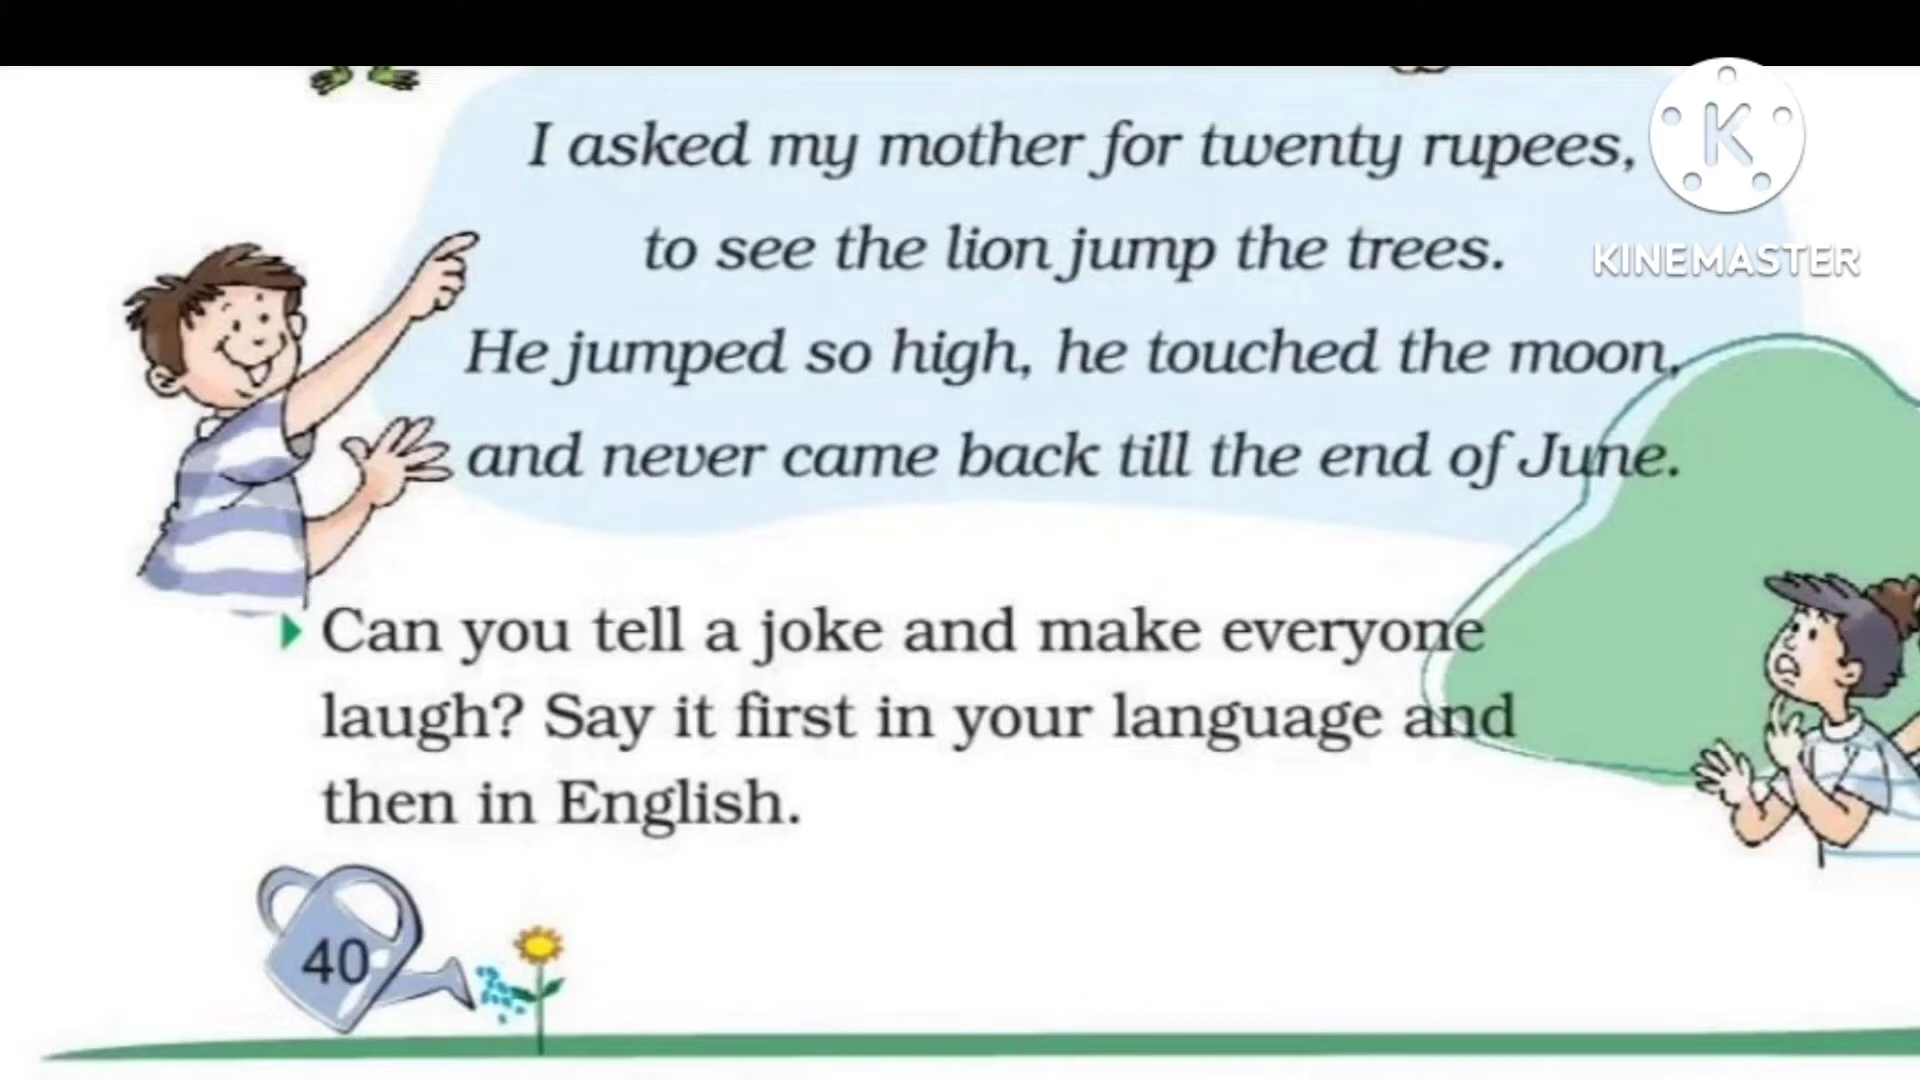 I asked my mother for twenty rupees,
to see the lion jump the trees.
He jumped so high, he touched the moon,
and never came back till the end of June.
K
KINEMASTER
Can you tell a joke and make everyone
laugh? Say it first in your language and
then in English.
40